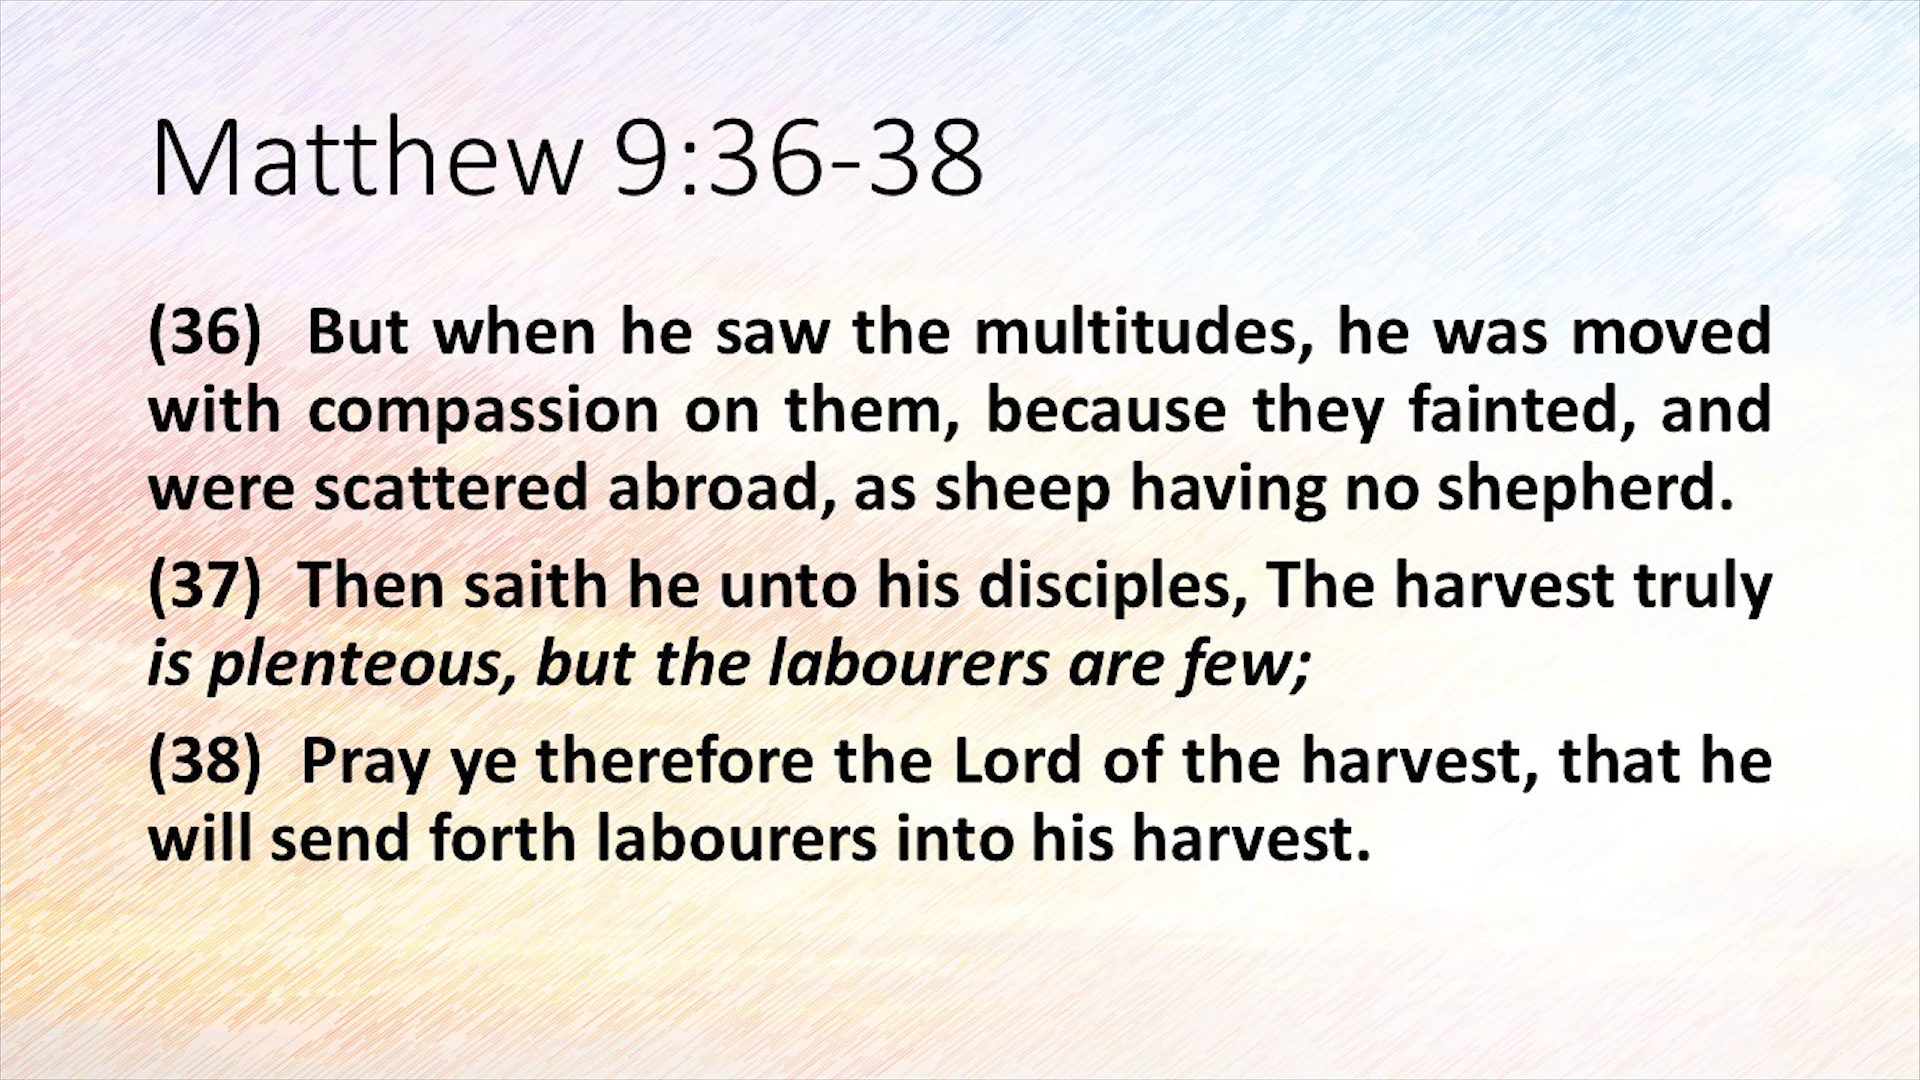 Matthew 9:36-38
(36) But when he saw the multitudes, he was moved
with compassion on them, because they fainted, and
were scattered abroad, as sheep having no shepherd.
(37) Then saith he unto his disciples, The harvest truly
is plenteous, but the labourers are few;
(38) Pray ye therefore the Lord of the harvest, that he
will send forth labourers into his harvest.